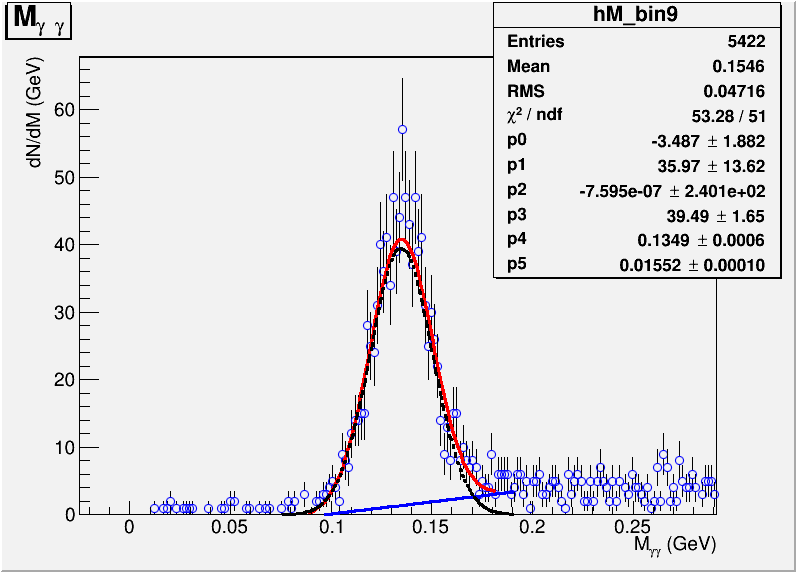 M_γ γ
hM_bin9
Entries 5422
Mean 0.1546
RMS 0.04716
χ² / ndf 53.28 / 51
p0 -3.487 ± 1.882
p1 35.97 ± 13.62
p2 -7.595e-07 ± 2.401e+02
p3 39.49 ± 1.65
p4 0.1349 ± 0.0006
p5 0.01552 ± 0.00010
dN/dM (GeV)
60
50
40
30
20
10
0
0 0.05 0.1 0.15 0.2 0.25
M_γγ (GeV)